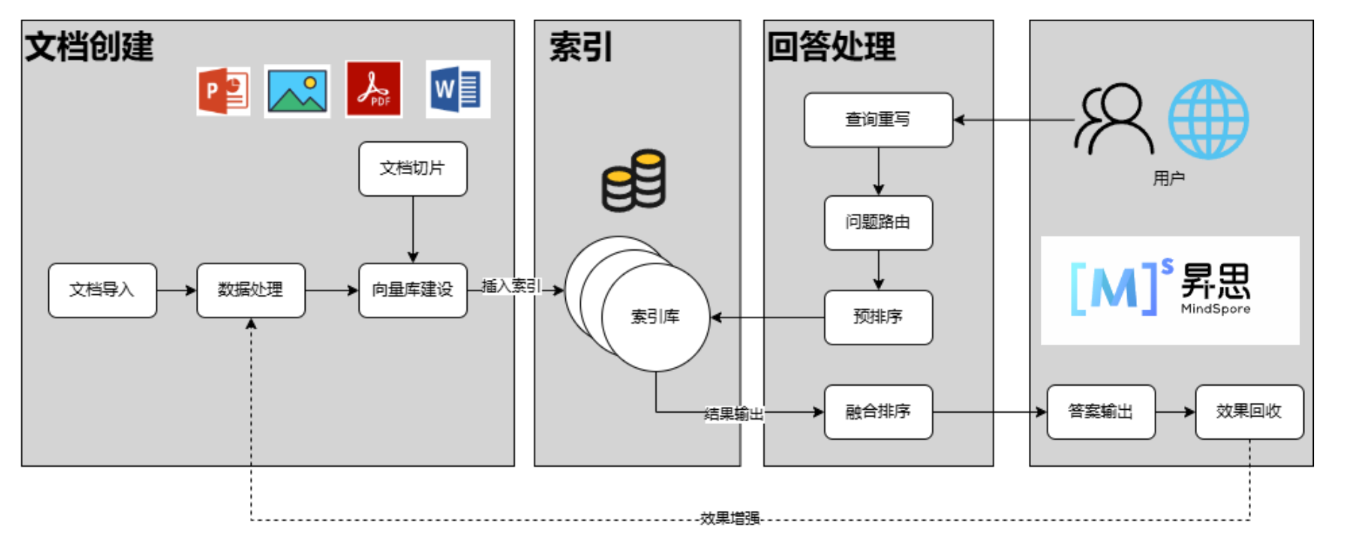 文档创建
P
PDF
W
文档切片
文档导入
数据处理
向量库建设
插入索引
索引
索引库
结果输出
回答处理
查询重写
问题路由
预排序
融合排序
用户
[M]s 昇思
MindSpore
答案输出
效果回收
效果增强